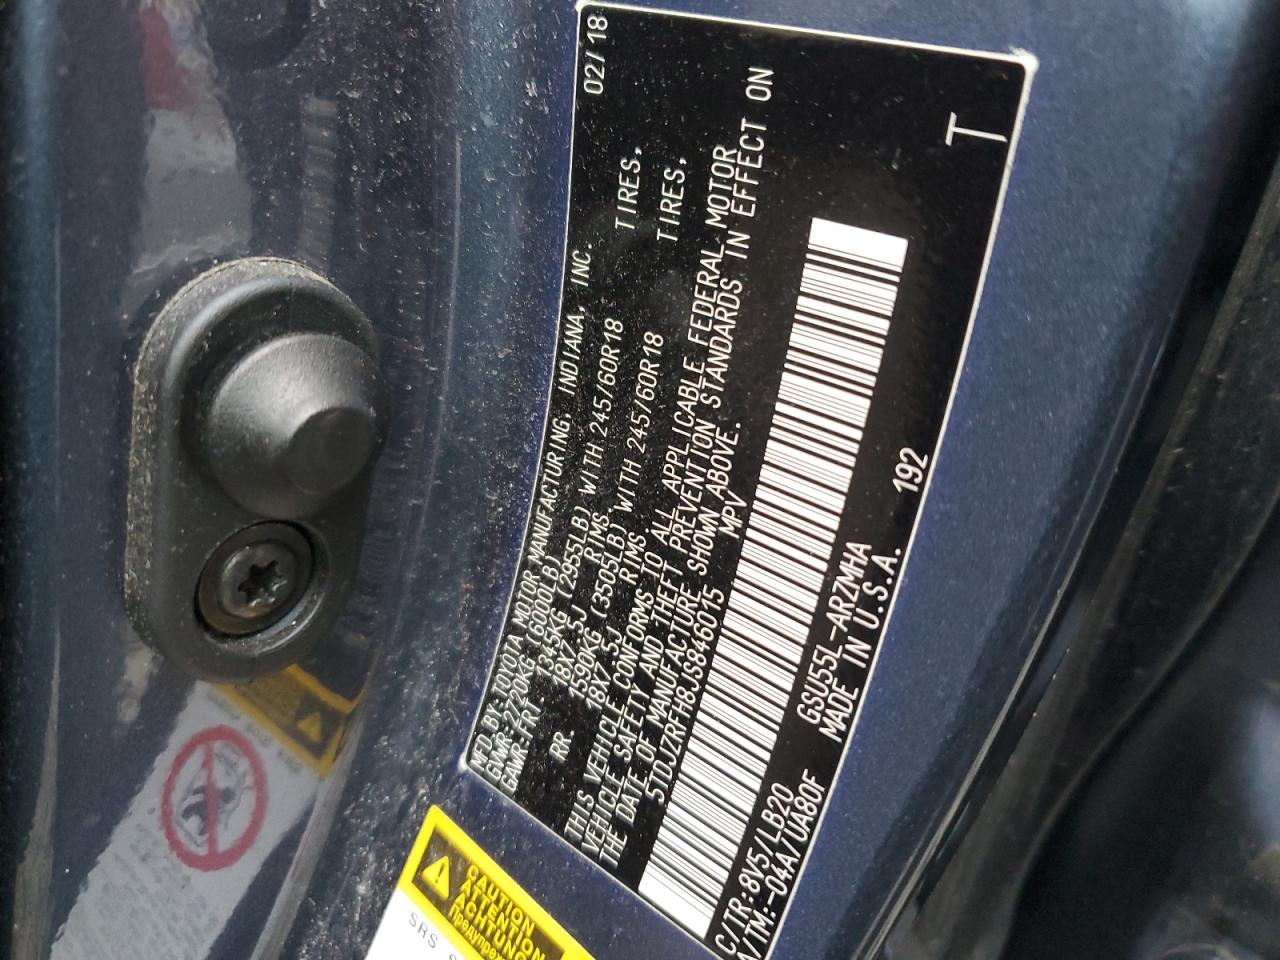 MFD. BY: TOYOTA MOTOR MANUFACTURING, INDIANA, INC. 02/18
GVWR: 2720KG (6000LB)
GAWR: FRT. 1345KG (2955LB) WITH 245/60R18 TIRES,
18X7.5J RIMS
RR. 1590KG (3505LB) WITH 245/60R18 TIRES,
18X7.5J RIMS
THIS VEHICLE CONFORMS TO ALL APPLICABLE FEDERAL MOTOR
VEHICLE SAFETY AND THEFT PREVENTION STANDARDS IN EFFECT ON
THE DATE OF MANUFACTURE SHOWN ABOVE.
5TDJZRFH8JS846015 MPV
T
C/TR: 8V5/LB20 GSU55L-ARZMHA 192
A/TM: -04A/UA80F MADE IN U.S.A.
CAUTION
ATTENTION
ACHTUNG
SRS